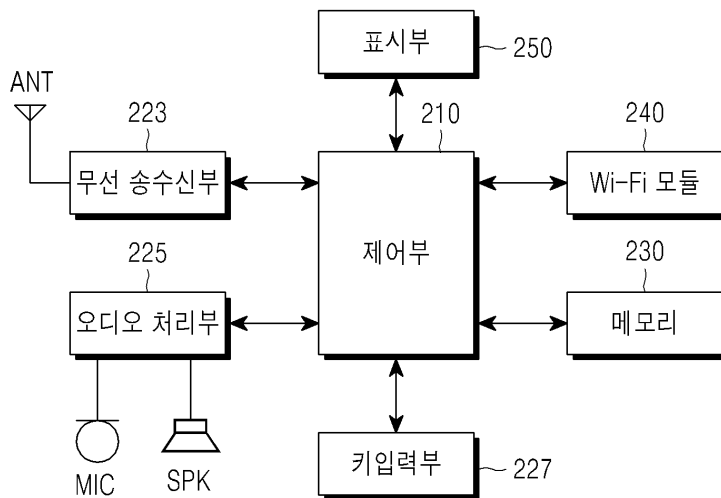 표시부
250
ANT
223
210
240
무선 송수신부
Wi-Fi 모듈
225
제어부
230
오디오 처리부
메모리
MIC
SPK
키입력부
227